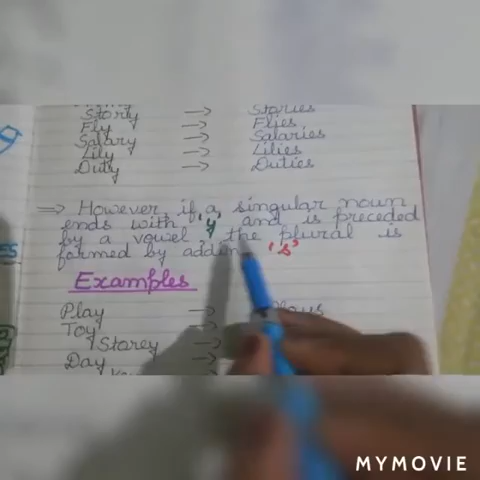 Story → Stories
Fly → Flies
Salary → Salaries
Lily → Lilies
Duty → Duties
⇒ However, if a singular noun
ends with 'y' and is preceded
by a vowel, the plural is
formed by adding 's'
Examples
Play → Plays
Toy →
Storey →
Day →
MYMOVIE